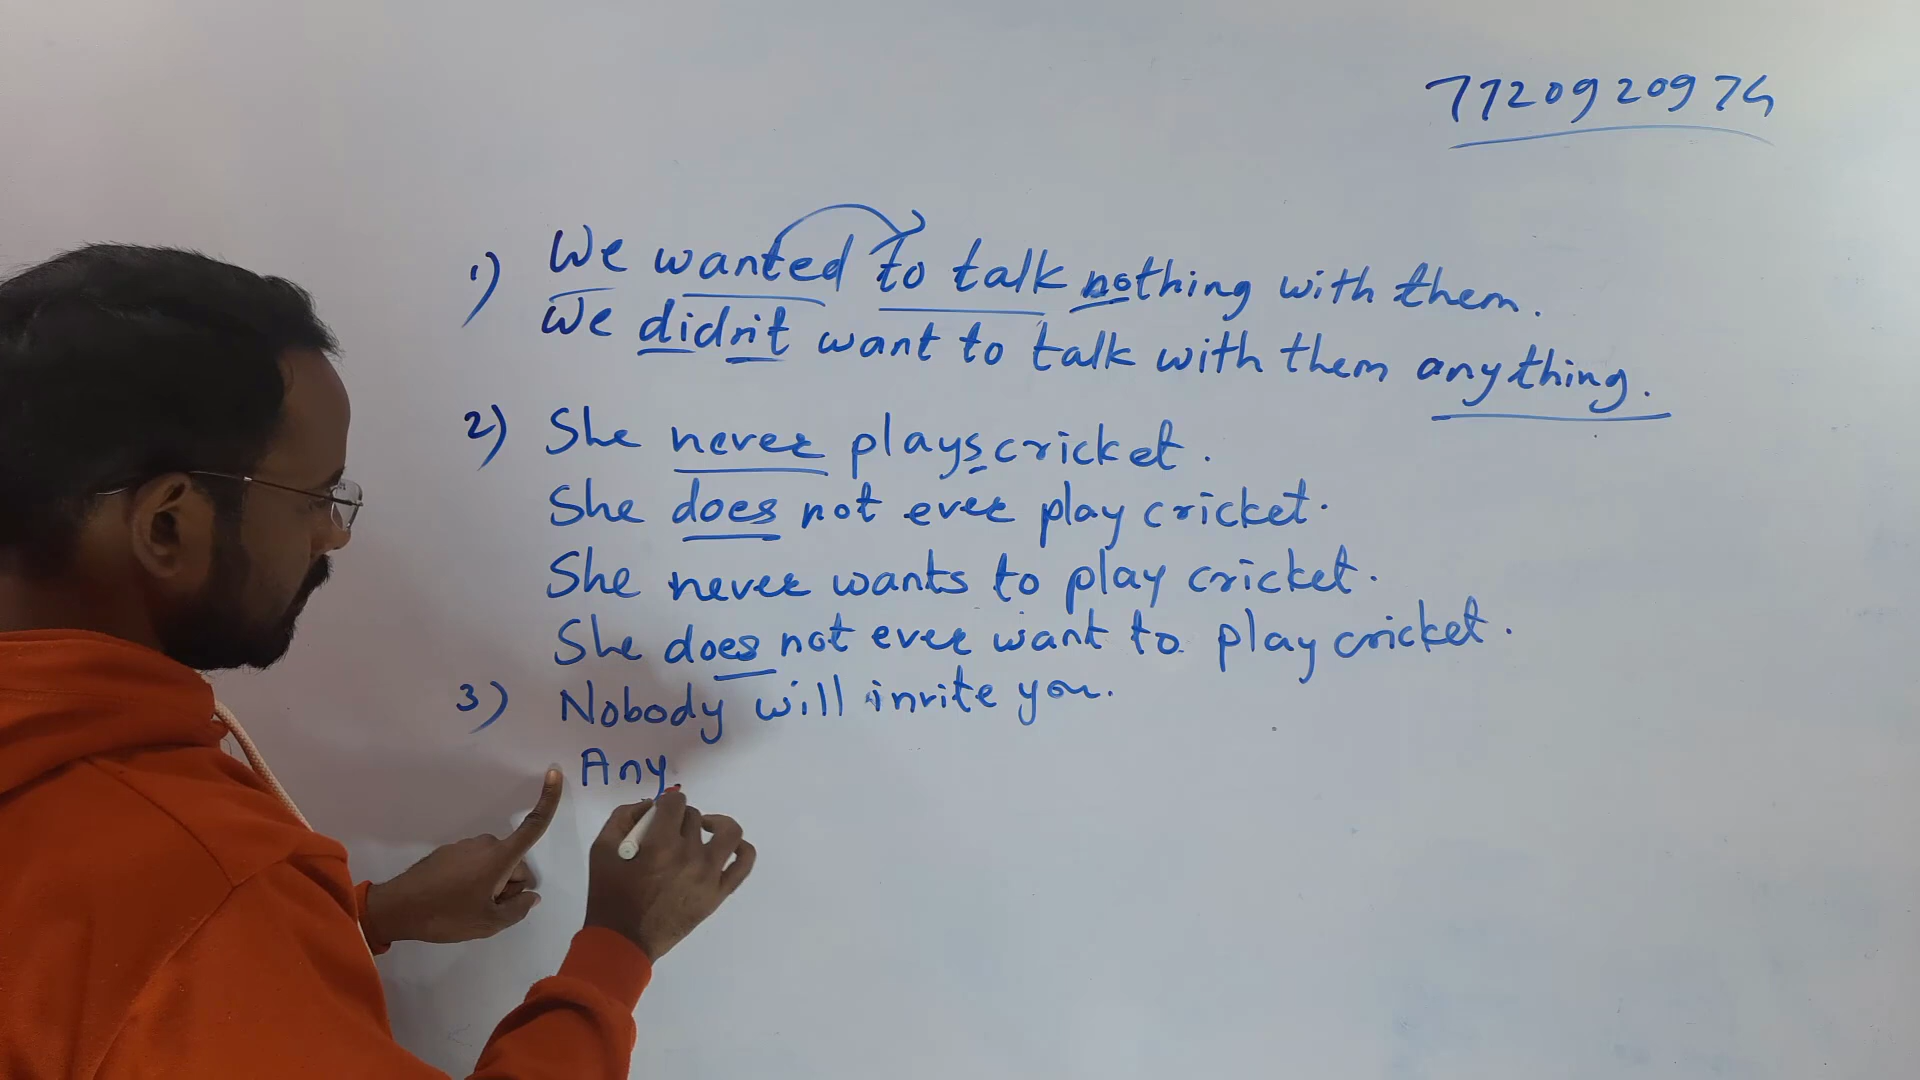 7720920974
1) We wanted to talk nothing with them.
We didn't want to talk with them anything.
2) She never plays cricket.
She does not ever play cricket.
She never wants to play cricket.
She does not ever want to play cricket.
3) Nobody will invite you.
Any